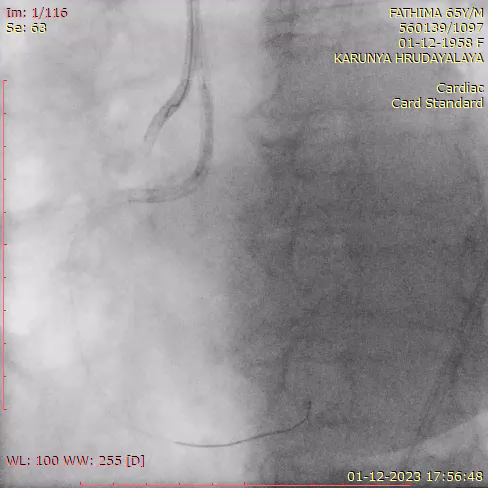 Im: 1/116
Se: 63
FATHIMA 65Y/M
560139/1097
01-12-1958 F
KARUNYA HRUDAYALAYA
Cardiac
Card Standard
WL: 100 WW: 255 [D]
01-12-2023 17:56:48